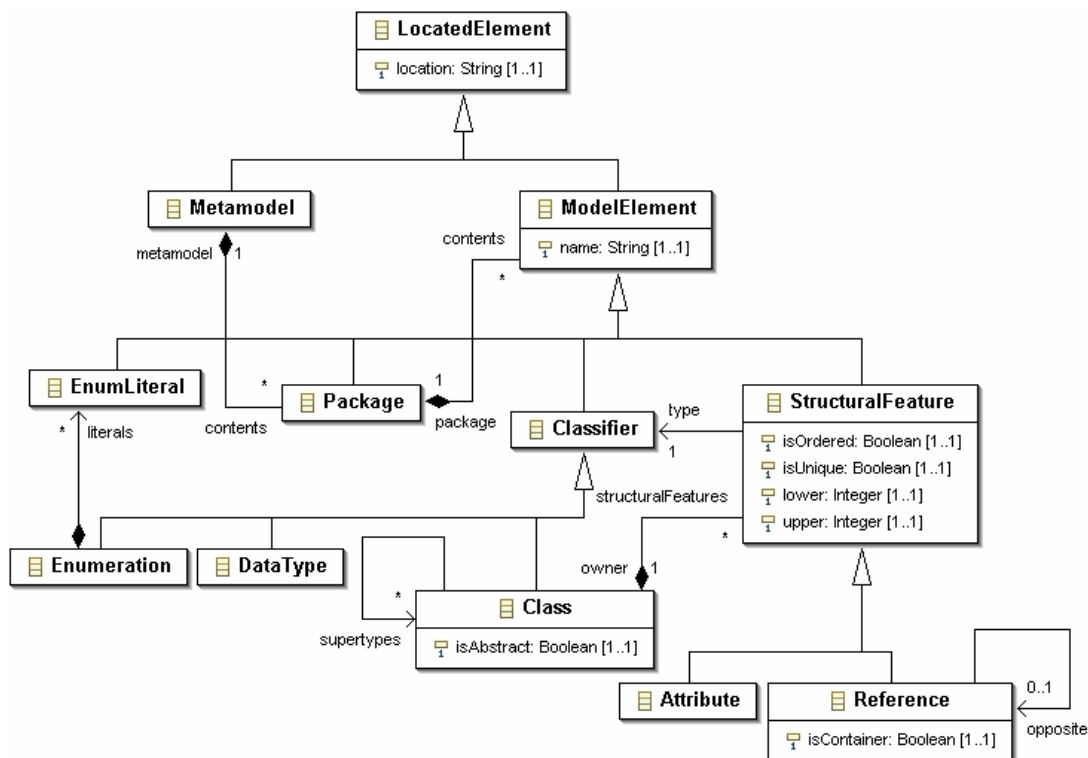 LocatedElement
location: String [1..1]
Metamodel
ModelElement
metamodel
1
contents
name: String [1..1]
*
EnumLiteral
*
Package
1
StructuralFeature
* literals
contents
package
Classifier
type
1
isOrdered: Boolean [1..1]
isUnique: Boolean [1..1]
lower: Integer [1..1]
upper: Integer [1..1]
structuralFeatures
*
Enumeration
DataType
owner
1
*
supertypes
Class
isAbstract: Boolean [1..1]
Attribute
Reference
0..1
opposite
isContainer: Boolean [1..1]